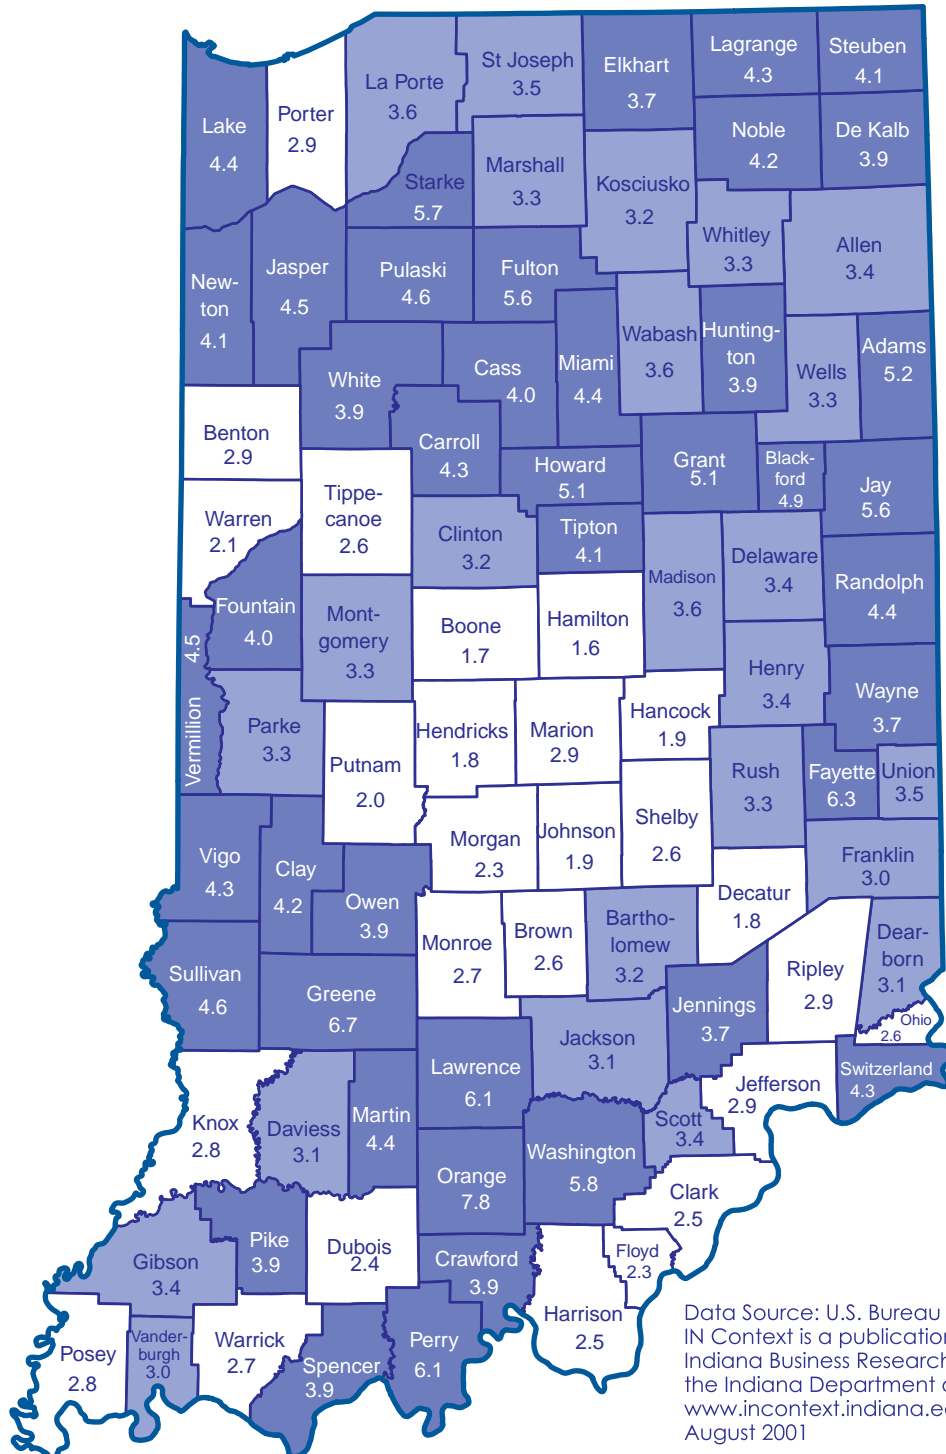 Lake
4.4
Porter
2.9
La Porte
3.6
St Joseph
3.5
Elkhart
3.7
Lagrange
4.3
Steuben
4.1
Noble
4.2
De Kalb
3.9
Starke
5.7
Marshall
3.3
Kosciusko
3.2
Whitley
3.3
Allen
3.4
New-
ton
4.1
Jasper
4.5
Pulaski
4.6
Fulton
5.6
Miami
4.4
Wabash
3.6
Hunting-
ton
3.9
Wells
3.3
Adams
5.2
White
3.9
Cass
4.0
Benton
2.9
Carroll
4.3
Howard
5.1
Grant
5.1
Black-
ford
4.9
Jay
5.6
Warren
2.1
Tippe-
canoe
2.6
Clinton
3.2
Tipton
4.1
Madison
3.6
Delaware
3.4
Randolph
4.4
Fountain
4.0
Mont-
gomery
3.3
Boone
1.7
Hamilton
1.6
Henry
3.4
Wayne
3.7
Vermillion
4.5
Parke
3.3
Putnam
2.0
Hendricks
1.8
Marion
2.9
Hancock
1.9
Rush
3.3
Fayette
6.3
Union
3.5
Vigo
4.3
Clay
4.2
Owen
3.9
Morgan
2.3
Johnson
1.9
Shelby
2.6
Decatur
1.8
Franklin
3.0
Sullivan
4.6
Greene
6.7
Monroe
2.7
Brown
2.6
Bartho-
lomew
3.2
Jennings
3.7
Ripley
2.9
Dear-
born
3.1
Ohio
2.6
Switzerland
4.3
Lawrence
6.1
Jackson
3.1
Jefferson
2.9
Knox
2.8
Daviess
3.1
Martin
4.4
Orange
7.8
Washington
5.8
Scott
3.4
Clark
2.5
Gibson
3.4
Pike
3.9
Dubois
2.4
Crawford
3.9
Floyd
2.3
Harrison
2.5
Posey
2.8
Vander-
burgh
3.0
Warrick
2.7
Spencer
3.9
Perry
6.1
Data Source: U.S. Bureau
IN Context is a publication
Indiana Business Research
the Indiana Department
www.incontext.indiana.e
August 2001